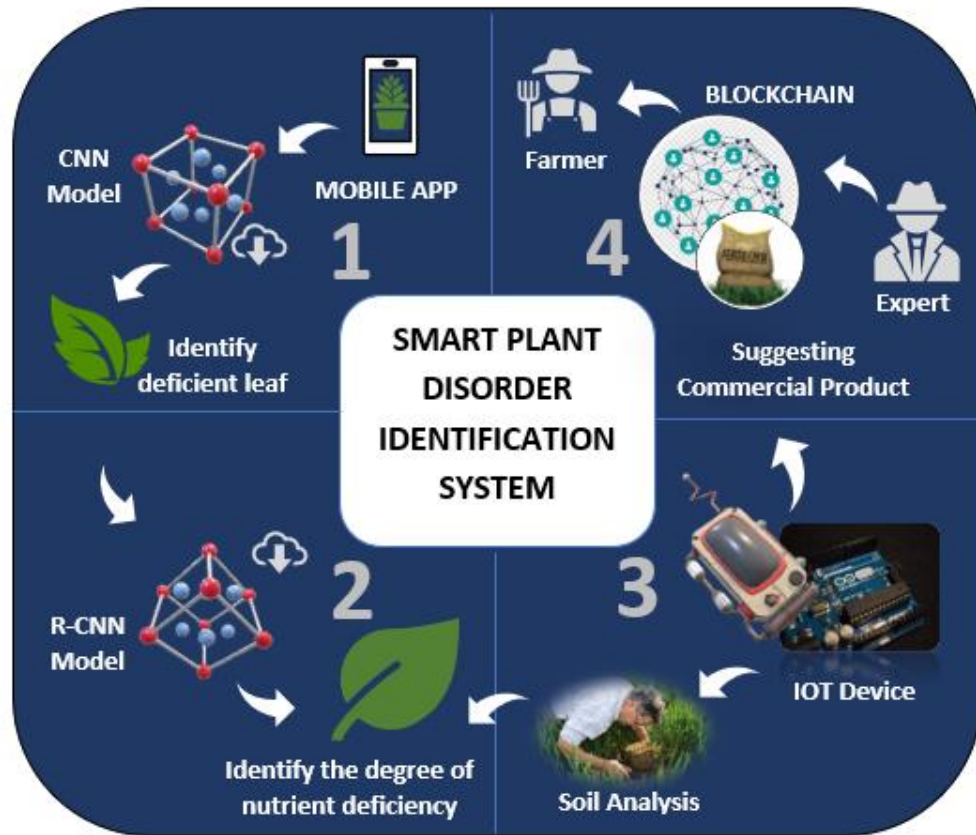 CNN
Model
MOBILE APP
1
Identify
deficient leaf
BLOCKCHAIN
Farmer
4
FERTILIZER
Expert
Suggesting
Commercial Product
SMART PLANT
DISORDER
IDENTIFICATION
SYSTEM
R-CNN
Model
2
Identify the degree of
nutrient deficiency
3
IOT Device
Soil Analysis